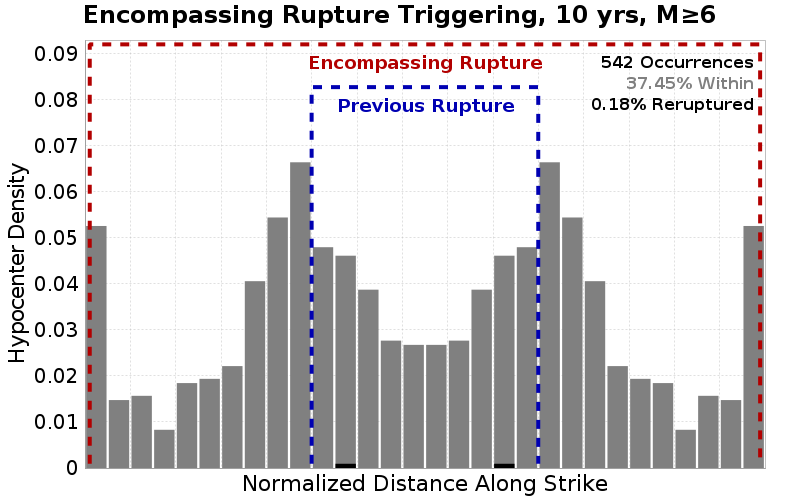 Encompassing Rupture Triggering, 10 yrs, M≥6
Encompassing Rupture
Previous Rupture
542 Occurrences
37.45% Within
0.18% Reruptured
Hypocenter Density
0.09
0.08
0.07
0.06
0.05
0.04
0.03
0.02
0.01
0
Normalized Distance Along Strike